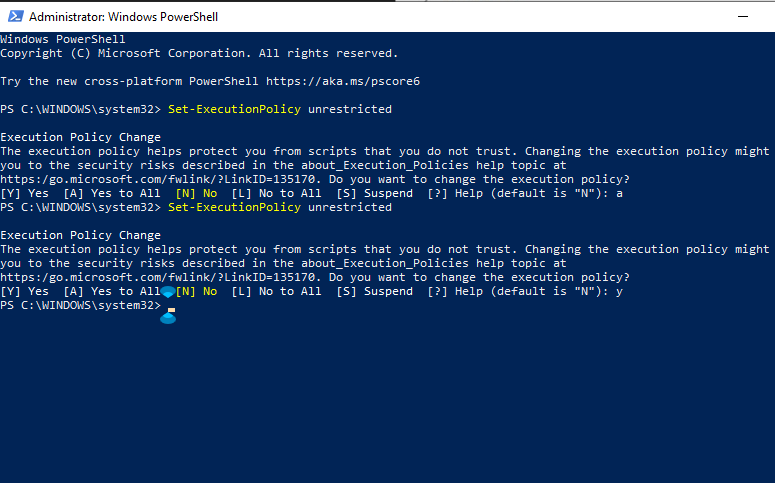 Administrator: Windows PowerShell
Windows PowerShell
Copyright (C) Microsoft Corporation. All rights reserved.
Try the new cross-platform PowerShell https://aka.ms/pscore6
PS C:\WINDOWS\system32> Set-ExecutionPolicy unrestricted
Execution Policy Change
The execution policy helps protect you from scripts that you do not trust. Changing the execution policy might
you to the security risks described in the about_Execution_Policies help topic at
https:/go.microsoft.com/fwlink/?LinkID=135170. Do you want to change the execution policy?
[Y] Yes  [A] Yes to All  [N] No  [L] No to All  [S] Suspend  [?] Help (default is "N"): a
PS C:\WINDOWS\system32> Set-ExecutionPolicy unrestricted
Execution Policy Change
The execution policy helps protect you from scripts that you do not trust. Changing the execution policy might
you to the security risks described in the about_Execution_Policies help topic at
https:/go.microsoft.com/fwlink/?LinkID=135170. Do you want to change the execution policy?
[Y] Yes  [A] Yes to All  [N] No  [L] No to All  [S] Suspend  [?] Help (default is "N"): y
PS C:\WINDOWS\system32>